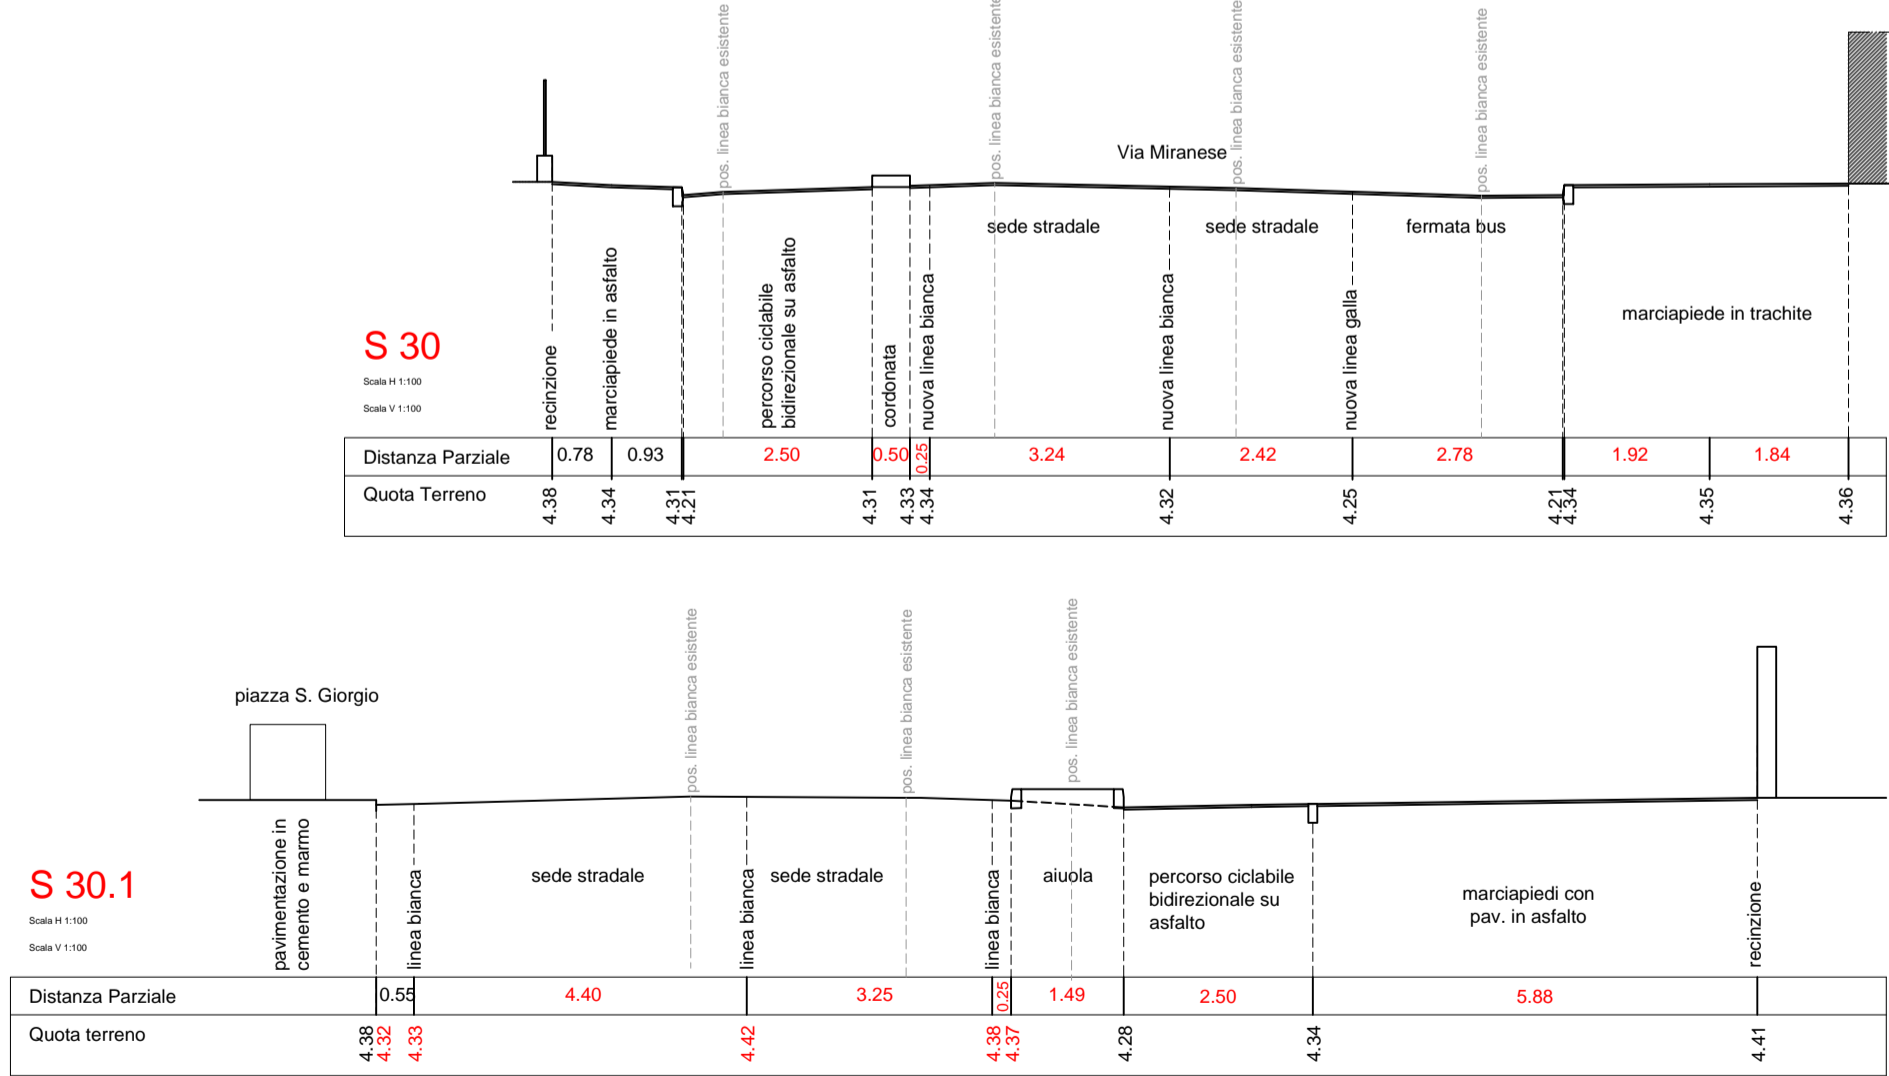 pos. linea bianca esistente
pos. linea bianca esistente
pos. linea bianca esistente
pos. linea bianca esistente
Via Miranese
sede stradale
sede stradale
fermata bus
marciapiede in trachite
recinzione
marciapiede in asfalto
percorso ciclabile
bidirezionale su asfalto
cordonata
nuova linea bianca
nuova linea bianca
nuova linea galla
S 30
Scala H 1:100
Scala V 1:100
Distanza Parziale 0.78 0.93 2.50 0.50 0.25 3.24 2.42 2.78 1.92 1.84
Quota Terreno 4.38 4.34 4.31 4.21 4.31 4.33 4.34 4.32 4.25 4.21 4.34 4.35 4.36
pos. linea bianca esistente
pos. linea bianca esistente
pos. linea bianca esistente
piazza S. Giorgio
pavimentazione in
cemento e marmo
linea bianca
sede stradale
linea bianca
sede stradale
linea bianca
aiuola
percorso ciclabile
bidirezionale su
asfalto
marciapiedi con
pav. in asfalto
recinzione
S 30.1
Scala H 1:100
Scala V 1:100
Distanza Parziale 0.55 4.40 3.25 0.25 1.49 2.50 5.88
Quota terreno 4.38 4.32 4.33 4.42 4.38 4.37 4.28 4.34 4.41